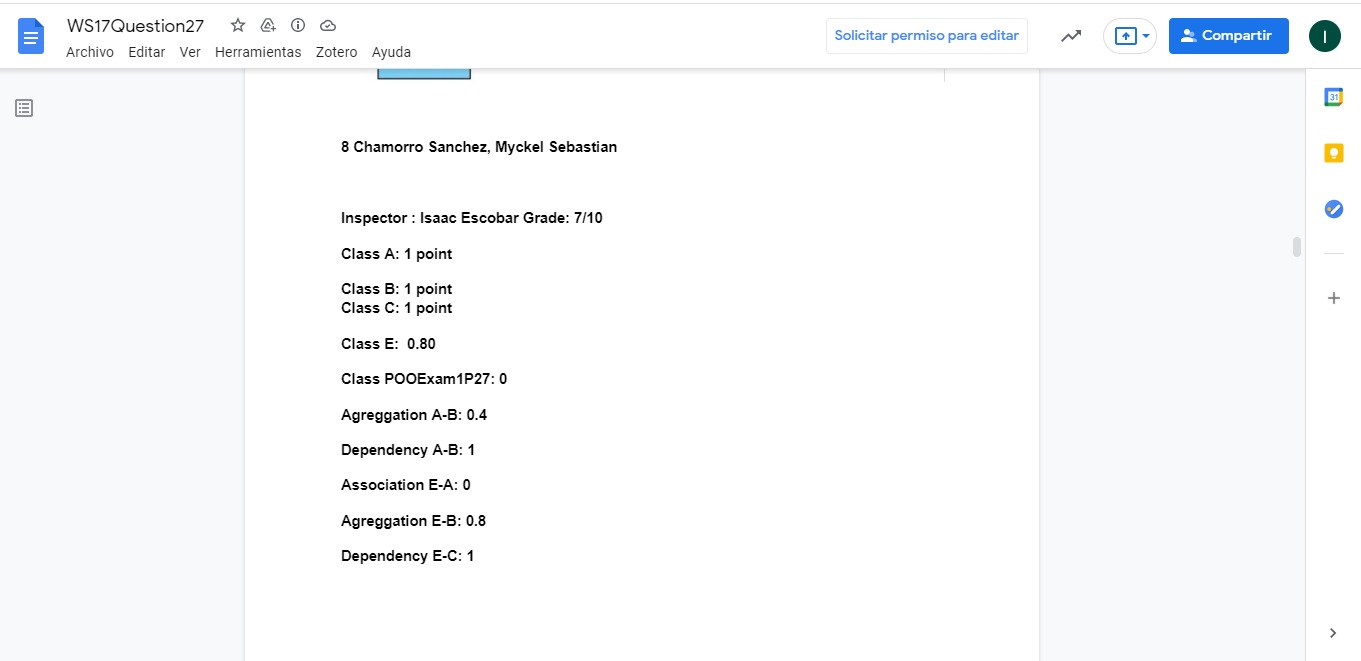 WS17Question27
Archivo Editar Ver Herramientas Zotero Ayuda
Solicitar permiso para editar
Compartir
I
31
8 Chamorro Sanchez, Myckel Sebastian
Inspector : Isaac Escobar Grade: 7/10
Class A: 1 point
Class B: 1 point
Class C: 1 point
Class E:  0.80
Class POOExam1P27: 0
Agreggation A-B: 0.4
Dependency A-B: 1
Association E-A: 0
Agreggation E-B: 0.8
Dependency E-C: 1